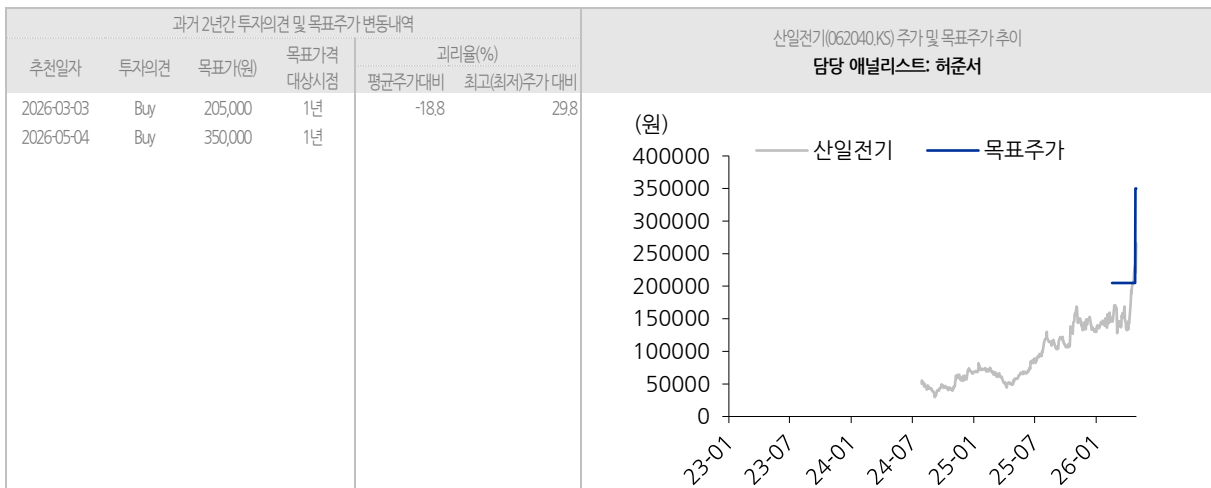 과거 2년간 투자의견 및 목표주가 변동내역
추천일자 투자의견 목표가(원) 목표가격 대상시점 괴리율(%)
평균주가대비 최고(최저)주가 대비
2026-03-03 Buy 205,000 1년 -18.8 29.8
2026-05-04 Buy 350,000 1년
산일전기(062040.KS) 주가 및 목표주가 추이
담당 애널리스트: 허준서
(원)
산일전기 목표주가
400000
350000
300000
250000
200000
150000
100000
50000
0
23-01 23-07 24-01 24-07 25-01 25-07 26-01